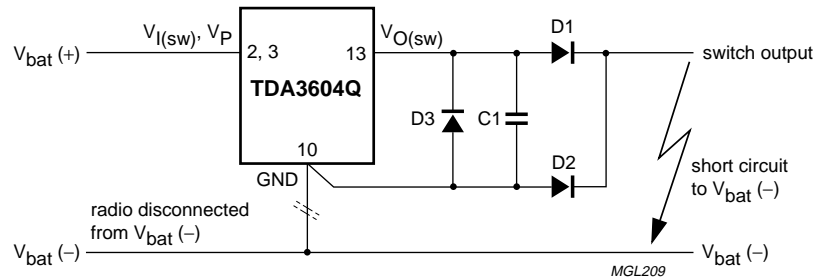 D1
V_I(sw), V_P
V_O(sw)
V_bat (+)
2, 3
13
switch output
TDA3604Q
D3
C1
10
D2
GND
short circuit
to V_bat (−)
radio disconnected
from V_bat (−)
V_bat (−)
V_bat (−)
MGL209